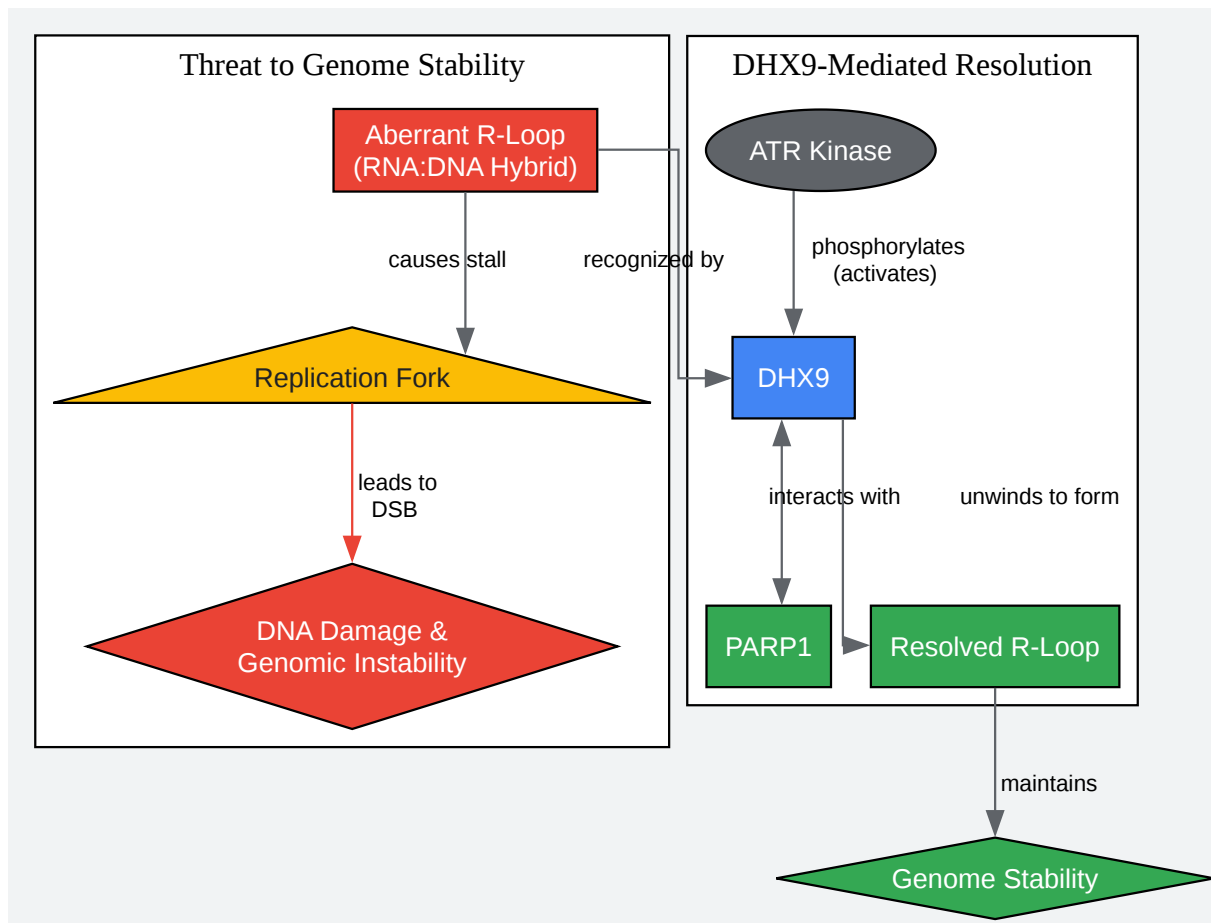 Threat to Genome Stability
Aberrant R-Loop
(RNA:DNA Hybrid)
causes stall
Replication Fork
leads to
DSB
DNA Damage &
Genomic Instability
recognized by
DHX9-Mediated Resolution
ATR Kinase
phosphorylates
(activates)
DHX9
interacts with
unwinds to form
PARP1
Resolved R-Loop
maintains
Genome Stability